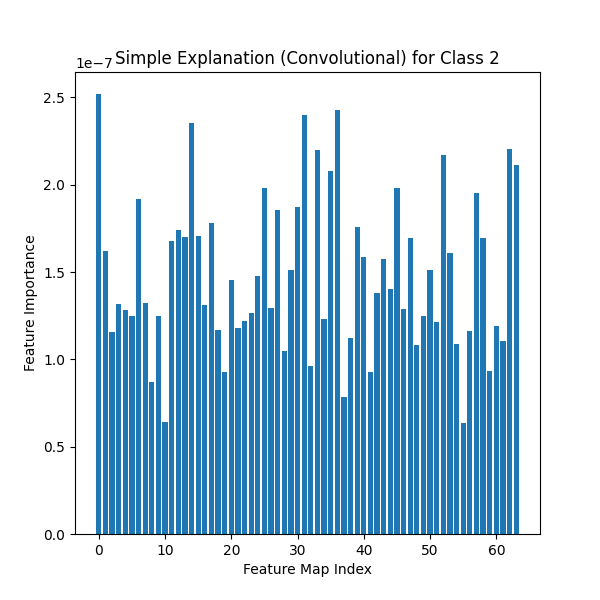 Simple Explanation (Convolutional) for Class 2
1e−7
2.5
2.0
1.5
1.0
0.5
0.0
Feature Importance
0 10 20 30 40 50 60
Feature Map Index